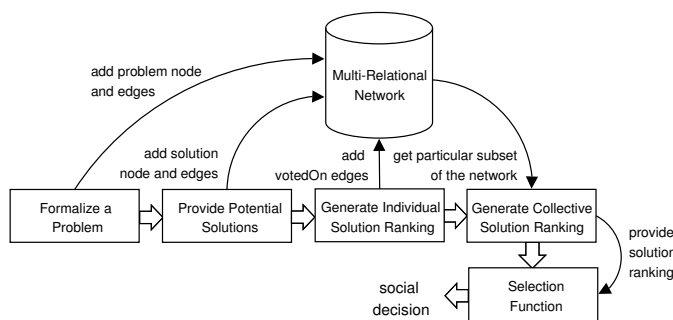 Multi-Relational
Network
add problem node
and edges
add solution
node and edges
add
votedOn edges
get particular subset
of the network
Formalize a
Problem
Provide Potential
Solutions
Generate Individual
Solution Ranking
Generate Collective
Solution Ranking
provide
solution
ranking
Selection
Function
social
decision